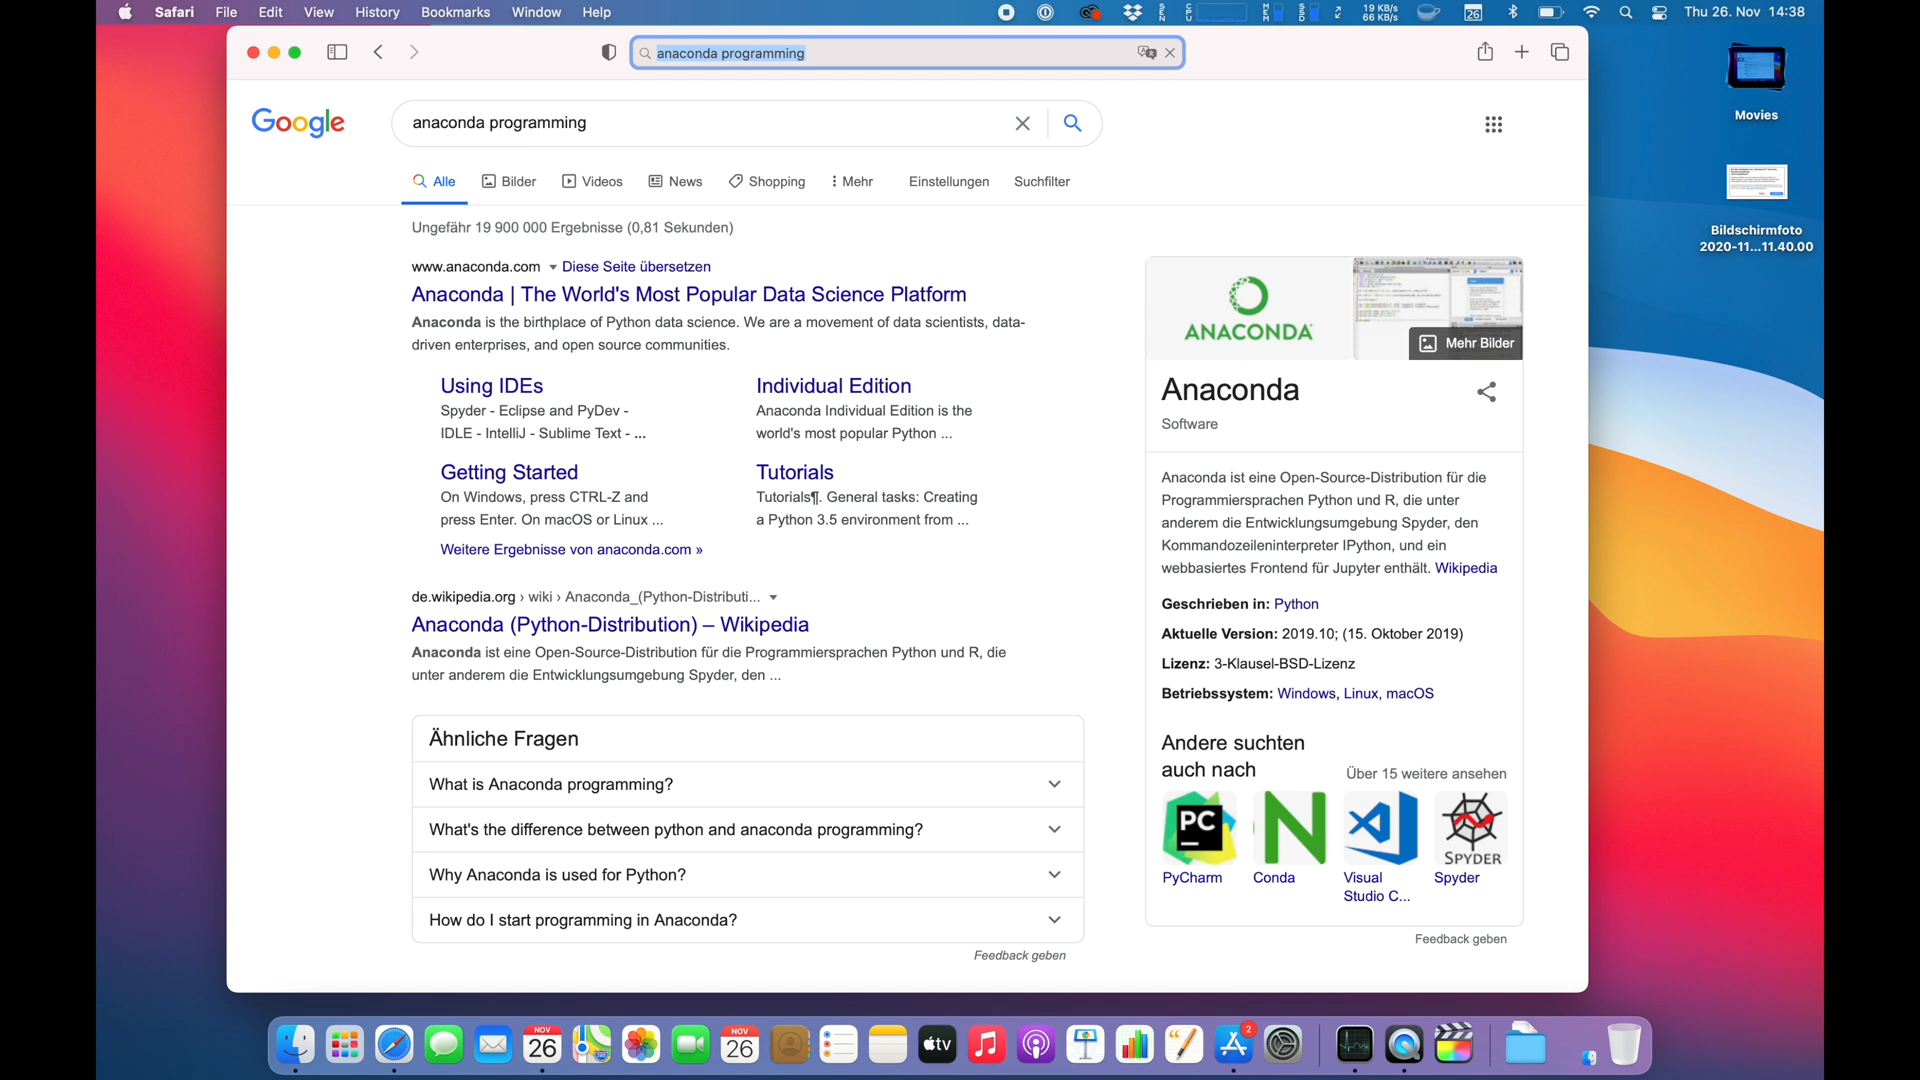 Safari File Edit View History Bookmarks Window Help
SEN CPU MEM SSD 19 KB/s 66 KB/s 26 Thu 26. Nov 14:38
anaconda programming
Google
anaconda programming
Alle Bilder Videos News Shopping Mehr Einstellungen Suchfilter
Ungefähr 19 900 000 Ergebnisse (0,81 Sekunden)
www.anaconda.com Diese Seite übersetzen
Anaconda | The World's Most Popular Data Science Platform
Anaconda is the birthplace of Python data science. We are a movement of data scientists, data-
driven enterprises, and open source communities.
Using IDEs
Spyder - Eclipse and PyDev -
IDLE - IntelliJ - Sublime Text - ...
Individual Edition
Anaconda Individual Edition is the
world's most popular Python ...
Getting Started
On Windows, press CTRL-Z and
press Enter. On macOS or Linux ...
Tutorials
Tutorials¶. General tasks: Creating
a Python 3.5 environment from ...
Weitere Ergebnisse von anaconda.com »
de.wikipedia.org › wiki › Anaconda_(Python-Distributi...
Anaconda (Python-Distribution) – Wikipedia
Anaconda ist eine Open-Source-Distribution für die Programmiersprachen Python und R, die
unter anderem die Entwicklungsumgebung Spyder, den ...
Ähnliche Fragen
What is Anaconda programming?
What's the difference between python and anaconda programming?
Why Anaconda is used for Python?
How do I start programming in Anaconda?
Feedback geben
ANACONDA
Mehr Bilder
Anaconda
Software
Anaconda ist eine Open-Source-Distribution für die
Programmiersprachen Python und R, die unter
anderem die Entwicklungsumgebung Spyder, den
Kommandozeileninterpreter IPython, und ein
webbasiertes Frontend für Jupyter enthält. Wikipedia
Geschrieben in: Python
Aktuelle Version: 2019.10; (15. Oktober 2019)
Lizenz: 3-Klausel-BSD-Lizenz
Betriebssystem: Windows, Linux, macOS
Andere suchten
auch nach
Über 15 weitere ansehen
PC
SPYDER
PyCharm Conda Visual
Studio C... Spyder
Feedback geben
Movies
Bildschirmfoto
2020-11...11.40.00
NOV
26
NOV
26
tv
2